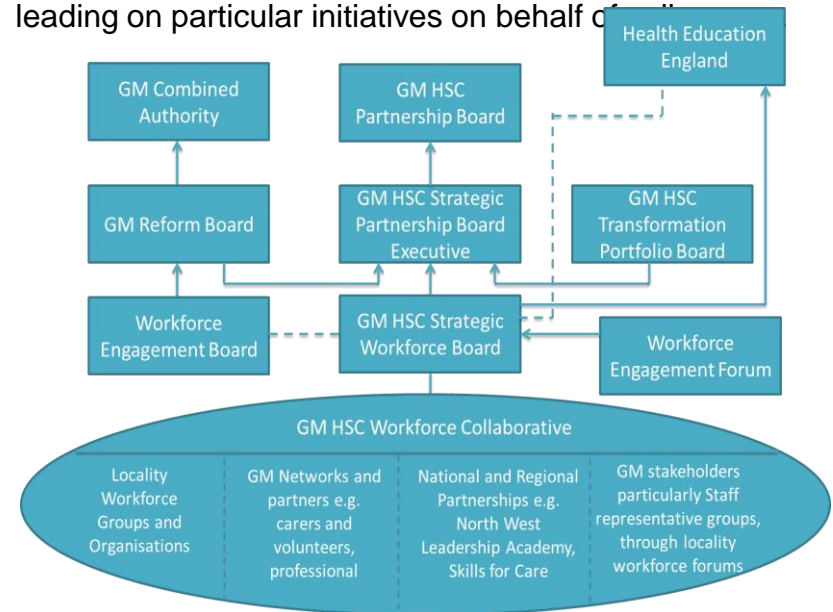 leading on particular initiatives on behalf of
Health Education
England
GM Combined
Authority
GM HSC
Partnership Board
GM Reform Board
GM HSC Strategic
Partnership Board
Executive
GM HSC
Transformation
Portfolio Board
Workforce
Engagement Board
GM HSC Strategic
Workforce Board
Workforce
Engagement Forum
GM HSC Workforce Collaborative
Locality
Workforce
Groups and
Organisations
GM Networks and
partners e.g.
carers and
volunteers,
professional
National and Regional
Partnerships e.g.
North West
Leadership Academy,
Skills for Care
GM stakeholders
particularly Staff
representative groups,
through locality
workforce forums